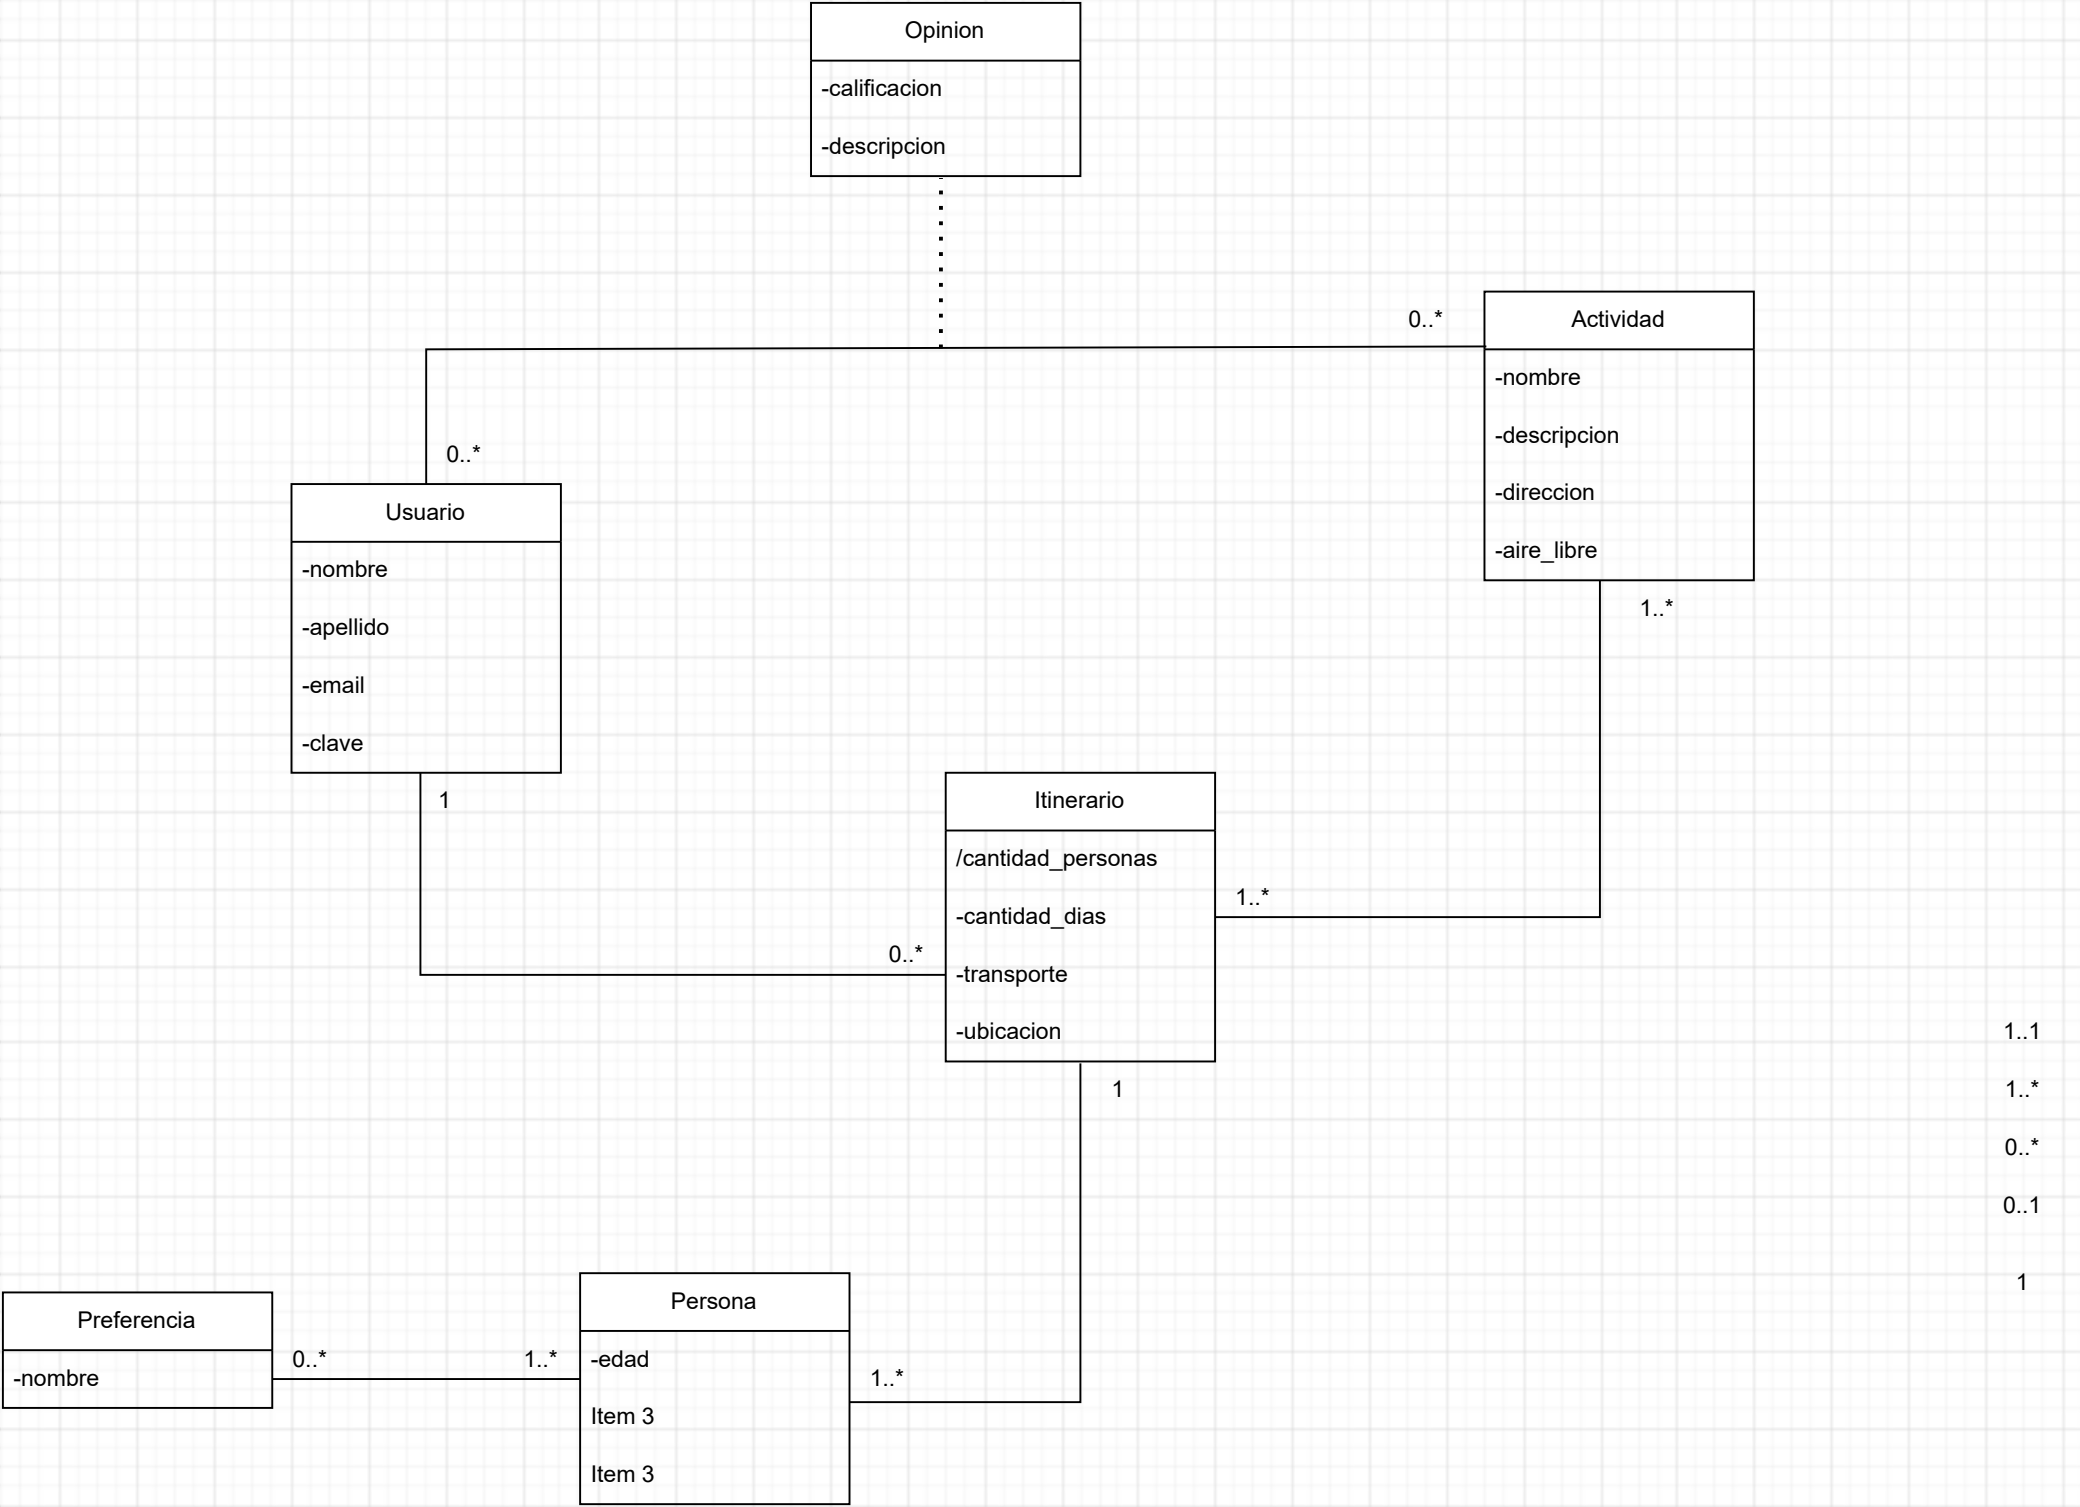 Opinion
-calificacion
-descripcion
0..*
Actividad
-nombre
-descripcion
-direccion
-aire_libre
1..*
0..*
Usuario
-nombre
-apellido
-email
-clave
1
Itinerario
/cantidad_personas
-cantidad_dias
-transporte
-ubicacion
1..*
0..*
1
1..1
1..*
0..*
0..1
1
Preferencia
-nombre
0..*
1..*
Persona
-edad
Item 3
Item 3
1..*